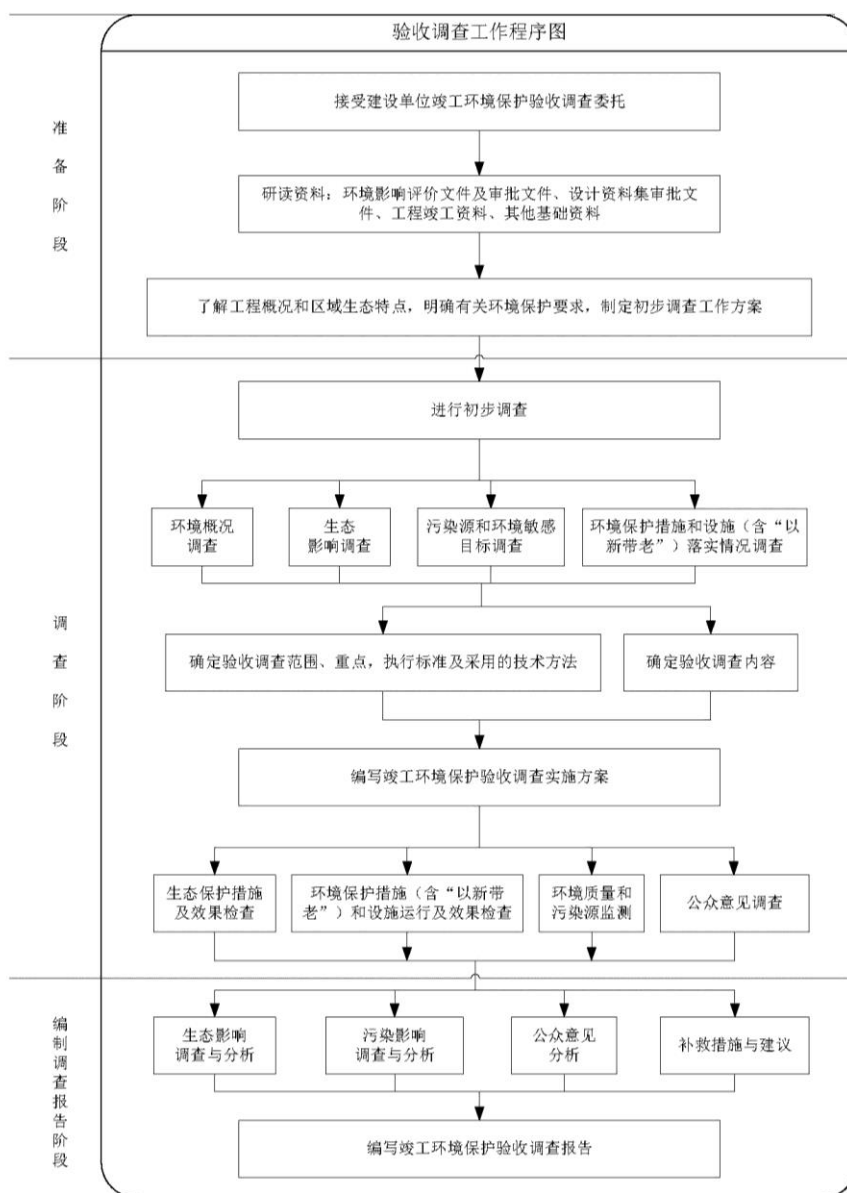 验收调查工作程序图
准备阶段
接受建设单位竣工环境保护验收调查委托
研读资料：环境影响评价文件及审批文件、设计资料集审批文
件、工程竣工资料、其他基础资料
了解工程概况和区域生态特点，明确有关环境保护要求，制定初步调查工作方案
调查阶段
进行初步调查
环境概况
调查
生态
影响调查
污染源和环境敏感
目标调查
环境保护措施和设施（含“以
新带老”）落实情况调查
确定验收调查范围、重点，执行标准及采用的技术方法
确定验收调查内容
编写竣工环境保护验收调查实施方案
生态保护措施
及效果检查
环境保护措施（含“以新带
老”）和设施运行及效果检查
环境质量和
污染源监测
公众意见调查
编制调查报告阶段
生态影响
调查与分析
污染影响
调查与分析
公众意见
分析
补救措施与建议
编写竣工环境保护验收调查报告